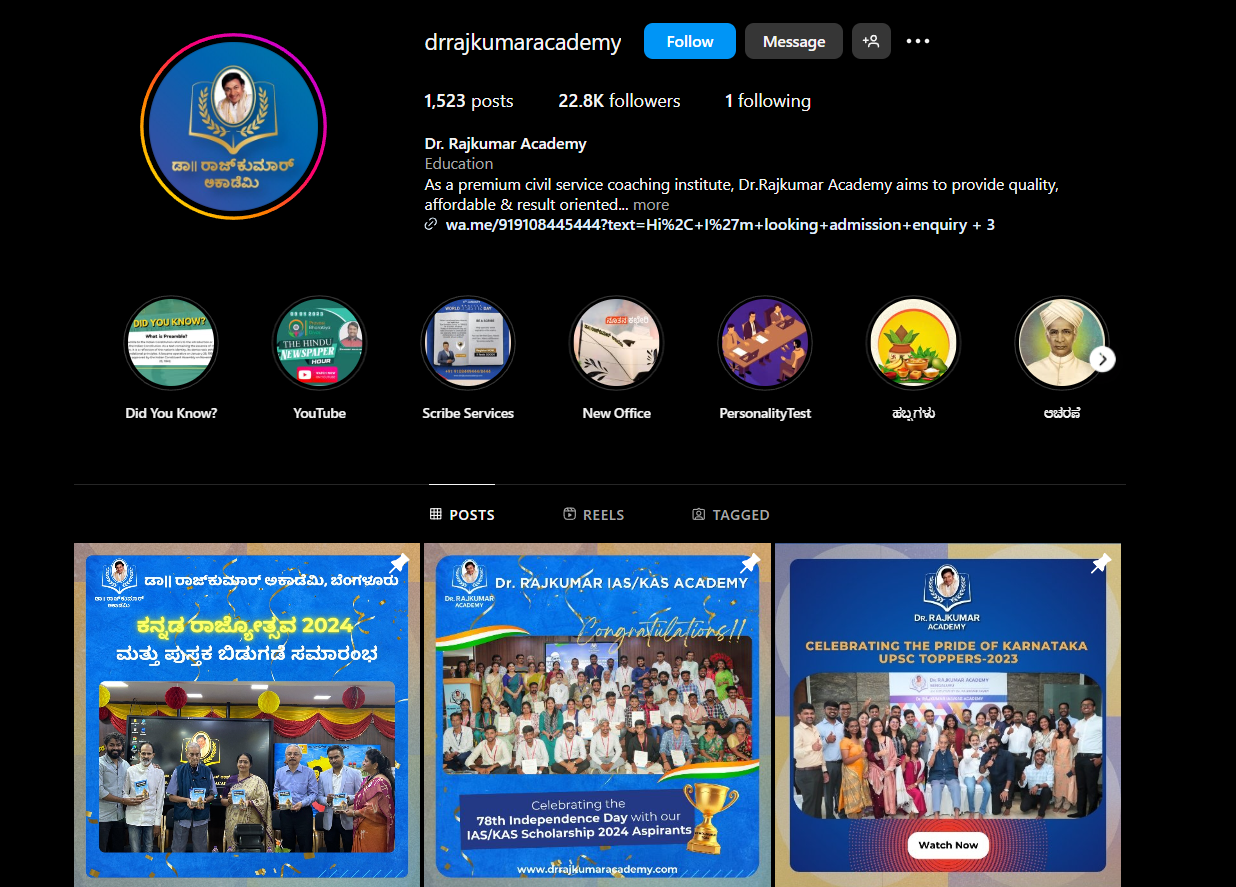 drrajkumaracademy
Follow
Message
1,523 posts
22.8K followers
1 following
Dr. Rajkumar Academy
Education
As a premium civil service coaching institute, Dr.Rajkumar Academy aims to provide quality,
affordable & result oriented... more
wa.me/919108445444?text=Hi%2C+I%27m+looking+admission+enquiry + 3
ಡಾ|| ರಾಜ್‌ಕುಮಾರ್
ಅಕಾಡೆಮಿ
DID YOU KNOW?
What is Preamble?
THE HINDU
NEWSPAPER
HOUR
ನೂತನ ಕಛೇರಿ
Did You Know?
YouTube
Scribe Services
New Office
PersonalityTest
ಹಬ್ಬಗಳು
ಆಚರಣೆ
POSTS
REELS
TAGGED
ಡಾ|| ರಾಜ್‌ಕುಮಾರ್ ಅಕಾಡೆಮಿ, ಬೆಂಗಳೂರು
ಡಾ|| ರಾಜ್‌ಕುಮಾರ್
ಅಕಾಡೆಮಿ
ಕನ್ನಡ ರಾಜ್ಯೋತ್ಸವ 2024
ಮತ್ತು ಪುಸ್ತಕ ಬಿಡುಗಡೆ ಸಮಾರಂಭ
Dr. RAJKUMAR IAS/KAS ACADEMY
DR. RAJKUMAR
ACADEMY
Congratulations!!
Celebrating the
78th Independence Day with our
IAS/KAS Scholarship 2024 Aspirants
www.drrajkumaracademy.com
DR. RAJKUMAR
ACADEMY
CELEBRATING THE PRIDE OF KARNATAKA
UPSC TOPPERS-2023
Dr. RAJKUMAR ACADEMY
Watch Now